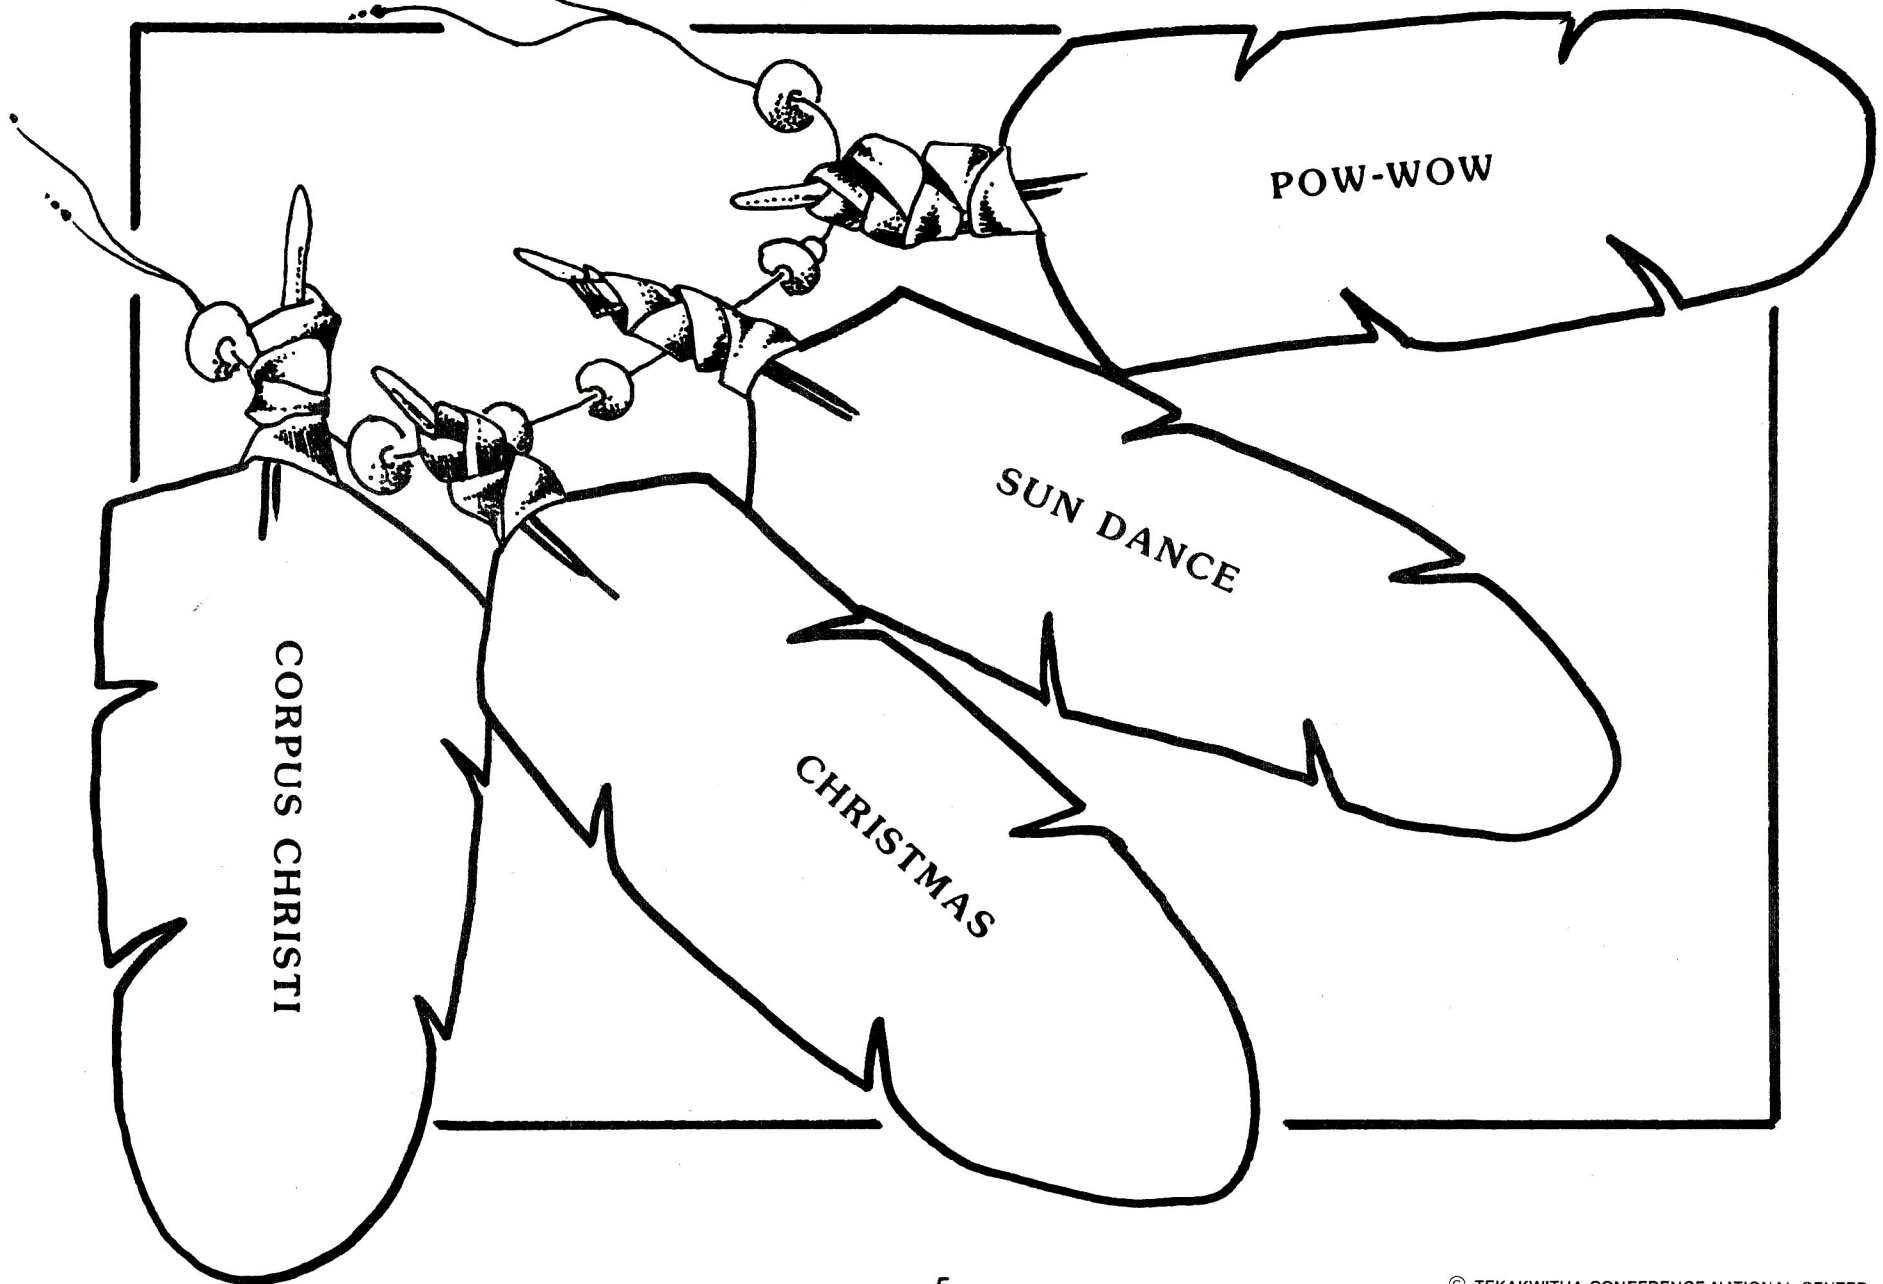 POW-WOW
SUN DANCE
CHRISTMAS
CORPUS CHRISTI
5
© TEKAKWITHA CONFERENCE NATIONAL CENTER